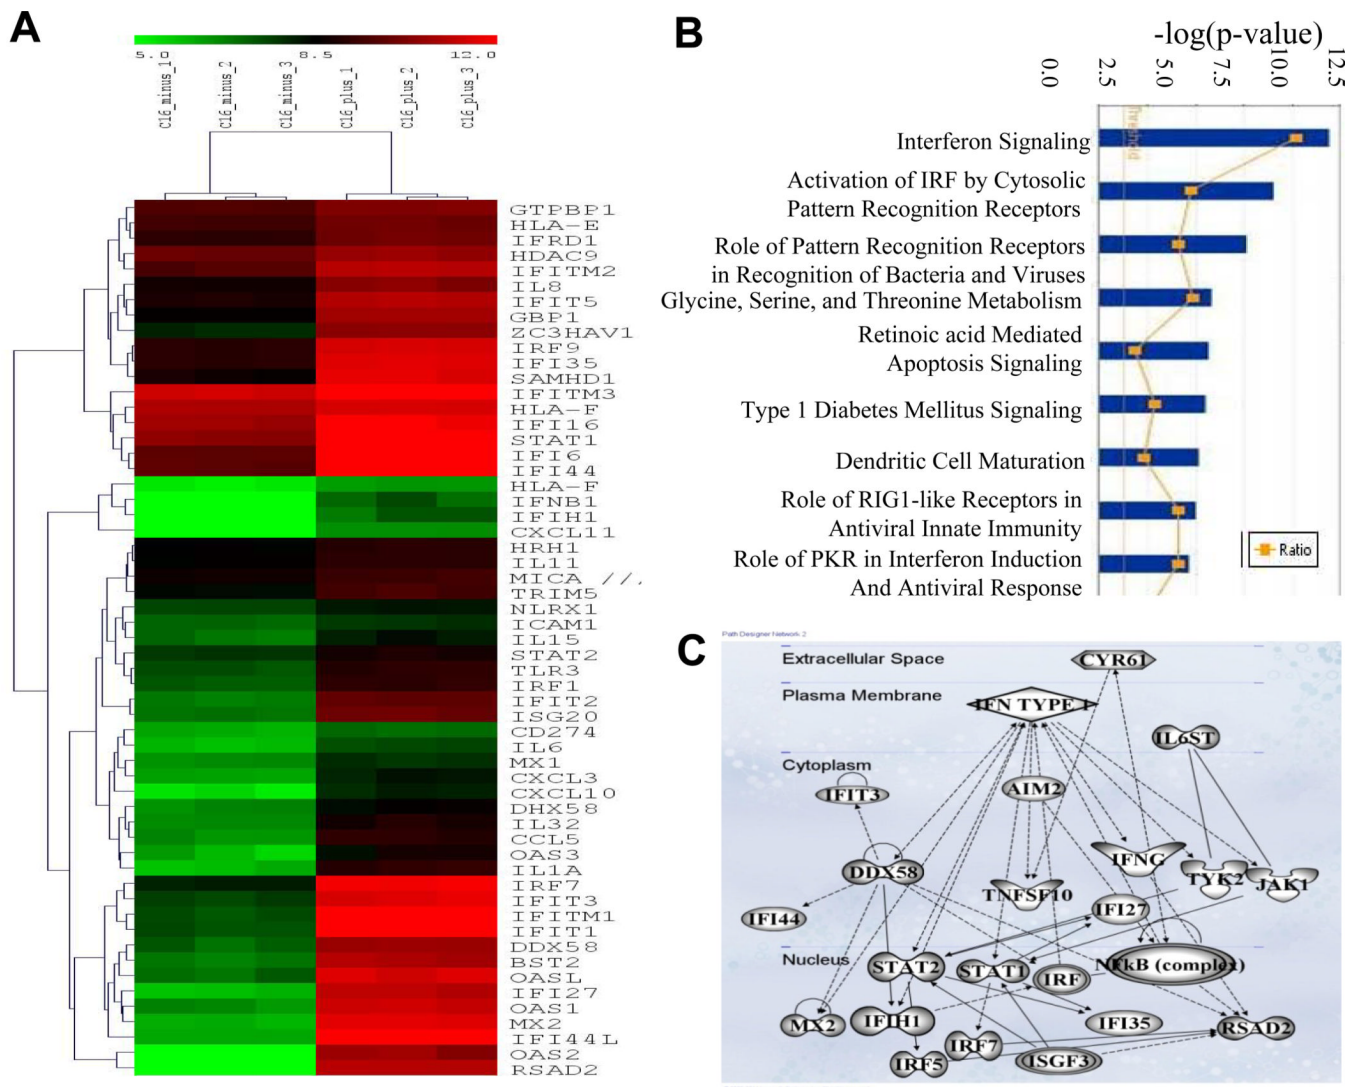 A
5.0 8.5 12.0
C16_minus_1
C16_minus_2
C16_minus_3
C16_plus_1
C16_plus_2
C16_plus_3
GTPBP1
HLA-E
IFRD1
HDAC9
IFITM2
IL8
IFIT5
GBP1
ZC3HAV1
IRF9
IFI35
SAMHD1
IFITM3
HLA-F
IFI16
STAT1
IFI6
IFI44
HLA-F
IFNB1
IFIH1
CXCL11
HRH1
IL11
MICA //
TRIM5
NLRX1
ICAM1
IL15
STAT2
TLR3
IRF1
IFIT2
ISG20
CD274
IL6
MX1
CXCL3
CXCL10
DHX58
IL32
CCL5
OAS3
IL1A
IRF7
IFIT3
IFITM1
IFIT1
DDX58
BST2
OASL
IFI27
OAS1
MX2
IFI44L
OAS2
RSAD2
B
-log(p-value)
0.0 2.5 5.0 7.5 10.0 12.5
Threshold
Interferon Signaling
Activation of IRF by Cytosolic
Pattern Recognition Receptors
Role of Pattern Recognition Receptors
in Recognition of Bacteria and Viruses
Glycine, Serine, and Threonine Metabolism
Retinoic acid Mediated
Apoptosis Signaling
Type 1 Diabetes Mellitus Signaling
Dendritic Cell Maturation
Role of RIG1-like Receptors in
Antiviral Innate Immunity
Role of PKR in Interferon Induction
And Antiviral Response
Ratio
C
Path Designer Network 2
Extracellular Space
CYR61
Plasma Membrane
IFN TYPE 1
IL6ST
Cytoplasm
IFIT3
AIM2
DDX58
IFNG
TYK2
JAK1
TNFSF10
IFI44
IFI27
Nucleus
STAT2
STAT1
IRF
NFkB (complex)
MX2
IFIH1
IFI35
RSAD2
IRF7
IRF5
ISGF3